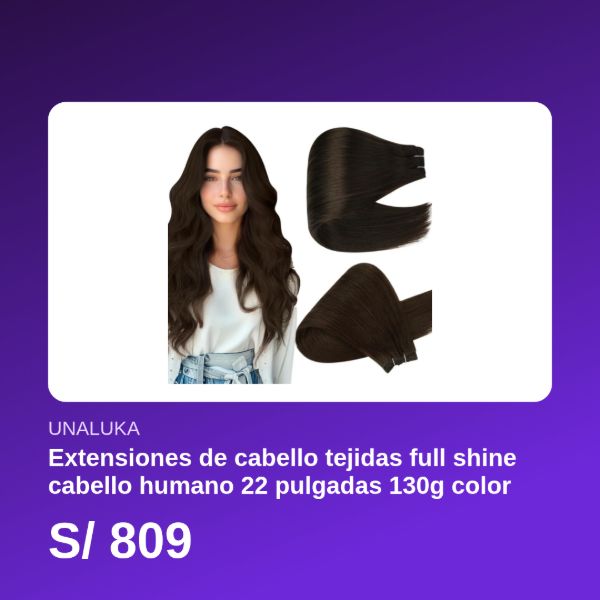 UNALUKA
Extensiones de cabello tejidas full shine
cabello humano 22 pulgadas 130g color
S/ 809